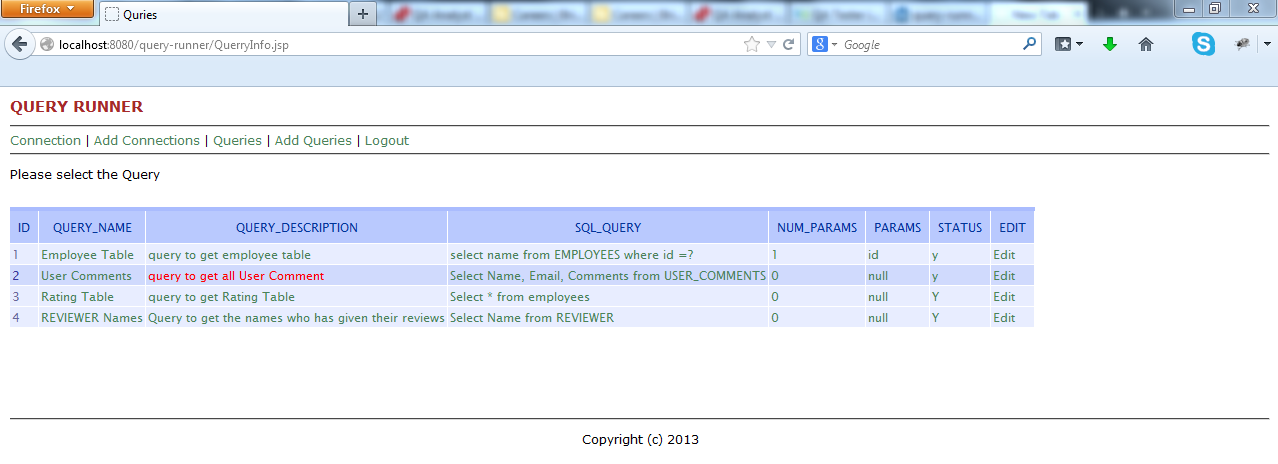 Firefox
Quries
localhost:8080/query-runner/QuerryInfo.jsp
Google
QUERY RUNNER
Connection | Add Connections | Queries | Add Queries | Logout
Please select the Query
ID QUERY_NAME QUERY_DESCRIPTION SQL_QUERY NUM_PARAMS PARAMS STATUS EDIT
1 Employee Table query to get employee table select name from EMPLOYEES where id =? 1 id y Edit
2 User Comments query to get all User Comment Select Name, Email, Comments from USER_COMMENTS 0 null y Edit
3 Rating Table query to get Rating Table Select * from employees 0 null Y Edit
4 REVIEWER Names Query to get the names who has given their reviews Select Name from REVIEWER 0 null Y Edit
Copyright (c) 2013